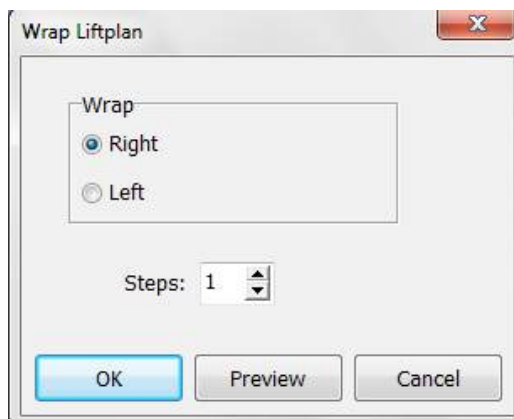 Wrap Liftplan
Wrap
Right
Left
Steps: 1
OK Preview Cancel